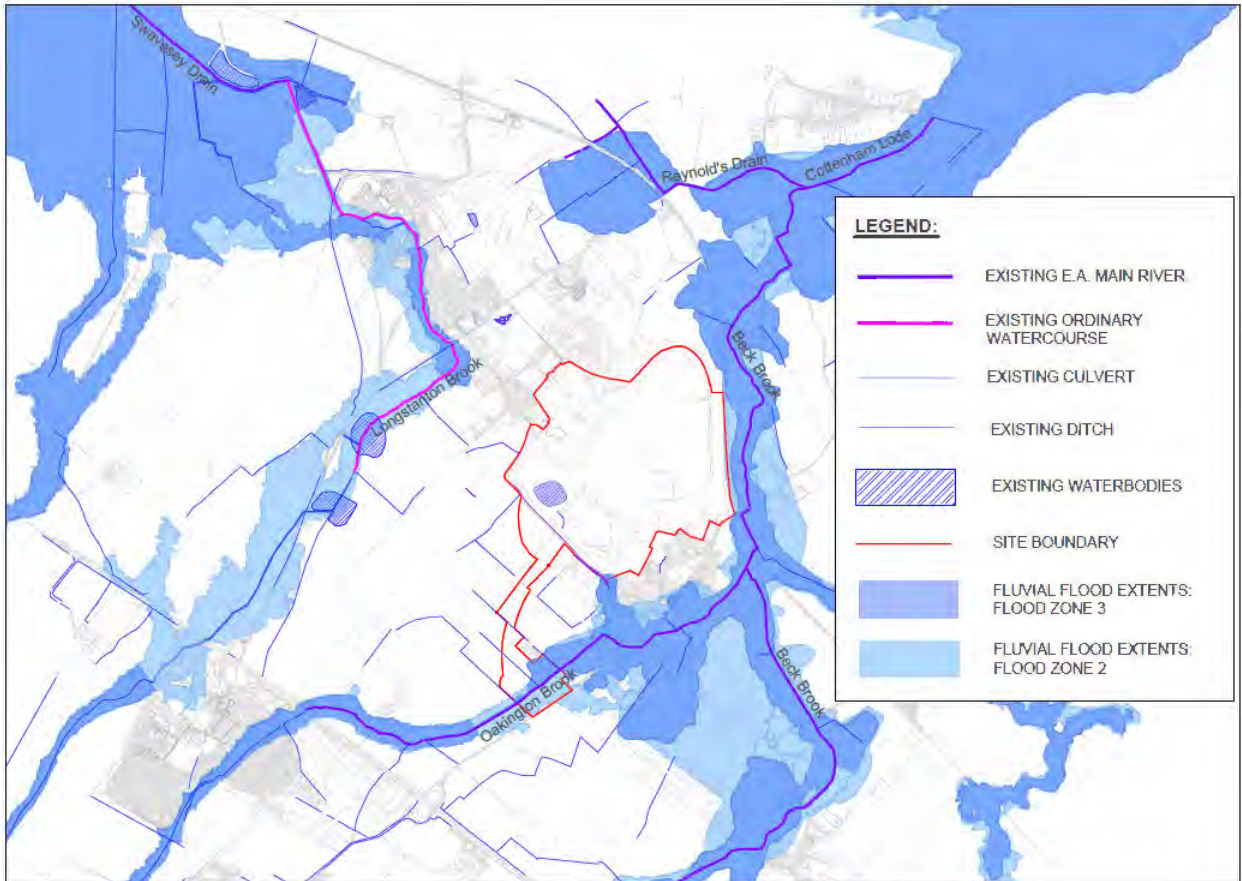 Swavesey Drain
Reynold's Drain
Cottenham Lode
LEGEND:
EXISTING E.A. MAIN RIVER
EXISTING ORDINARY
WATERCOURSE
EXISTING CULVERT
EXISTING DITCH
EXISTING WATERBODIES
SITE BOUNDARY
FLUVIAL FLOOD EXTENTS:
FLOOD ZONE 3
FLUVIAL FLOOD EXTENTS:
FLOOD ZONE 2
Beck Brook
Longstanton Brook
Oakington Brook
Beck Brook